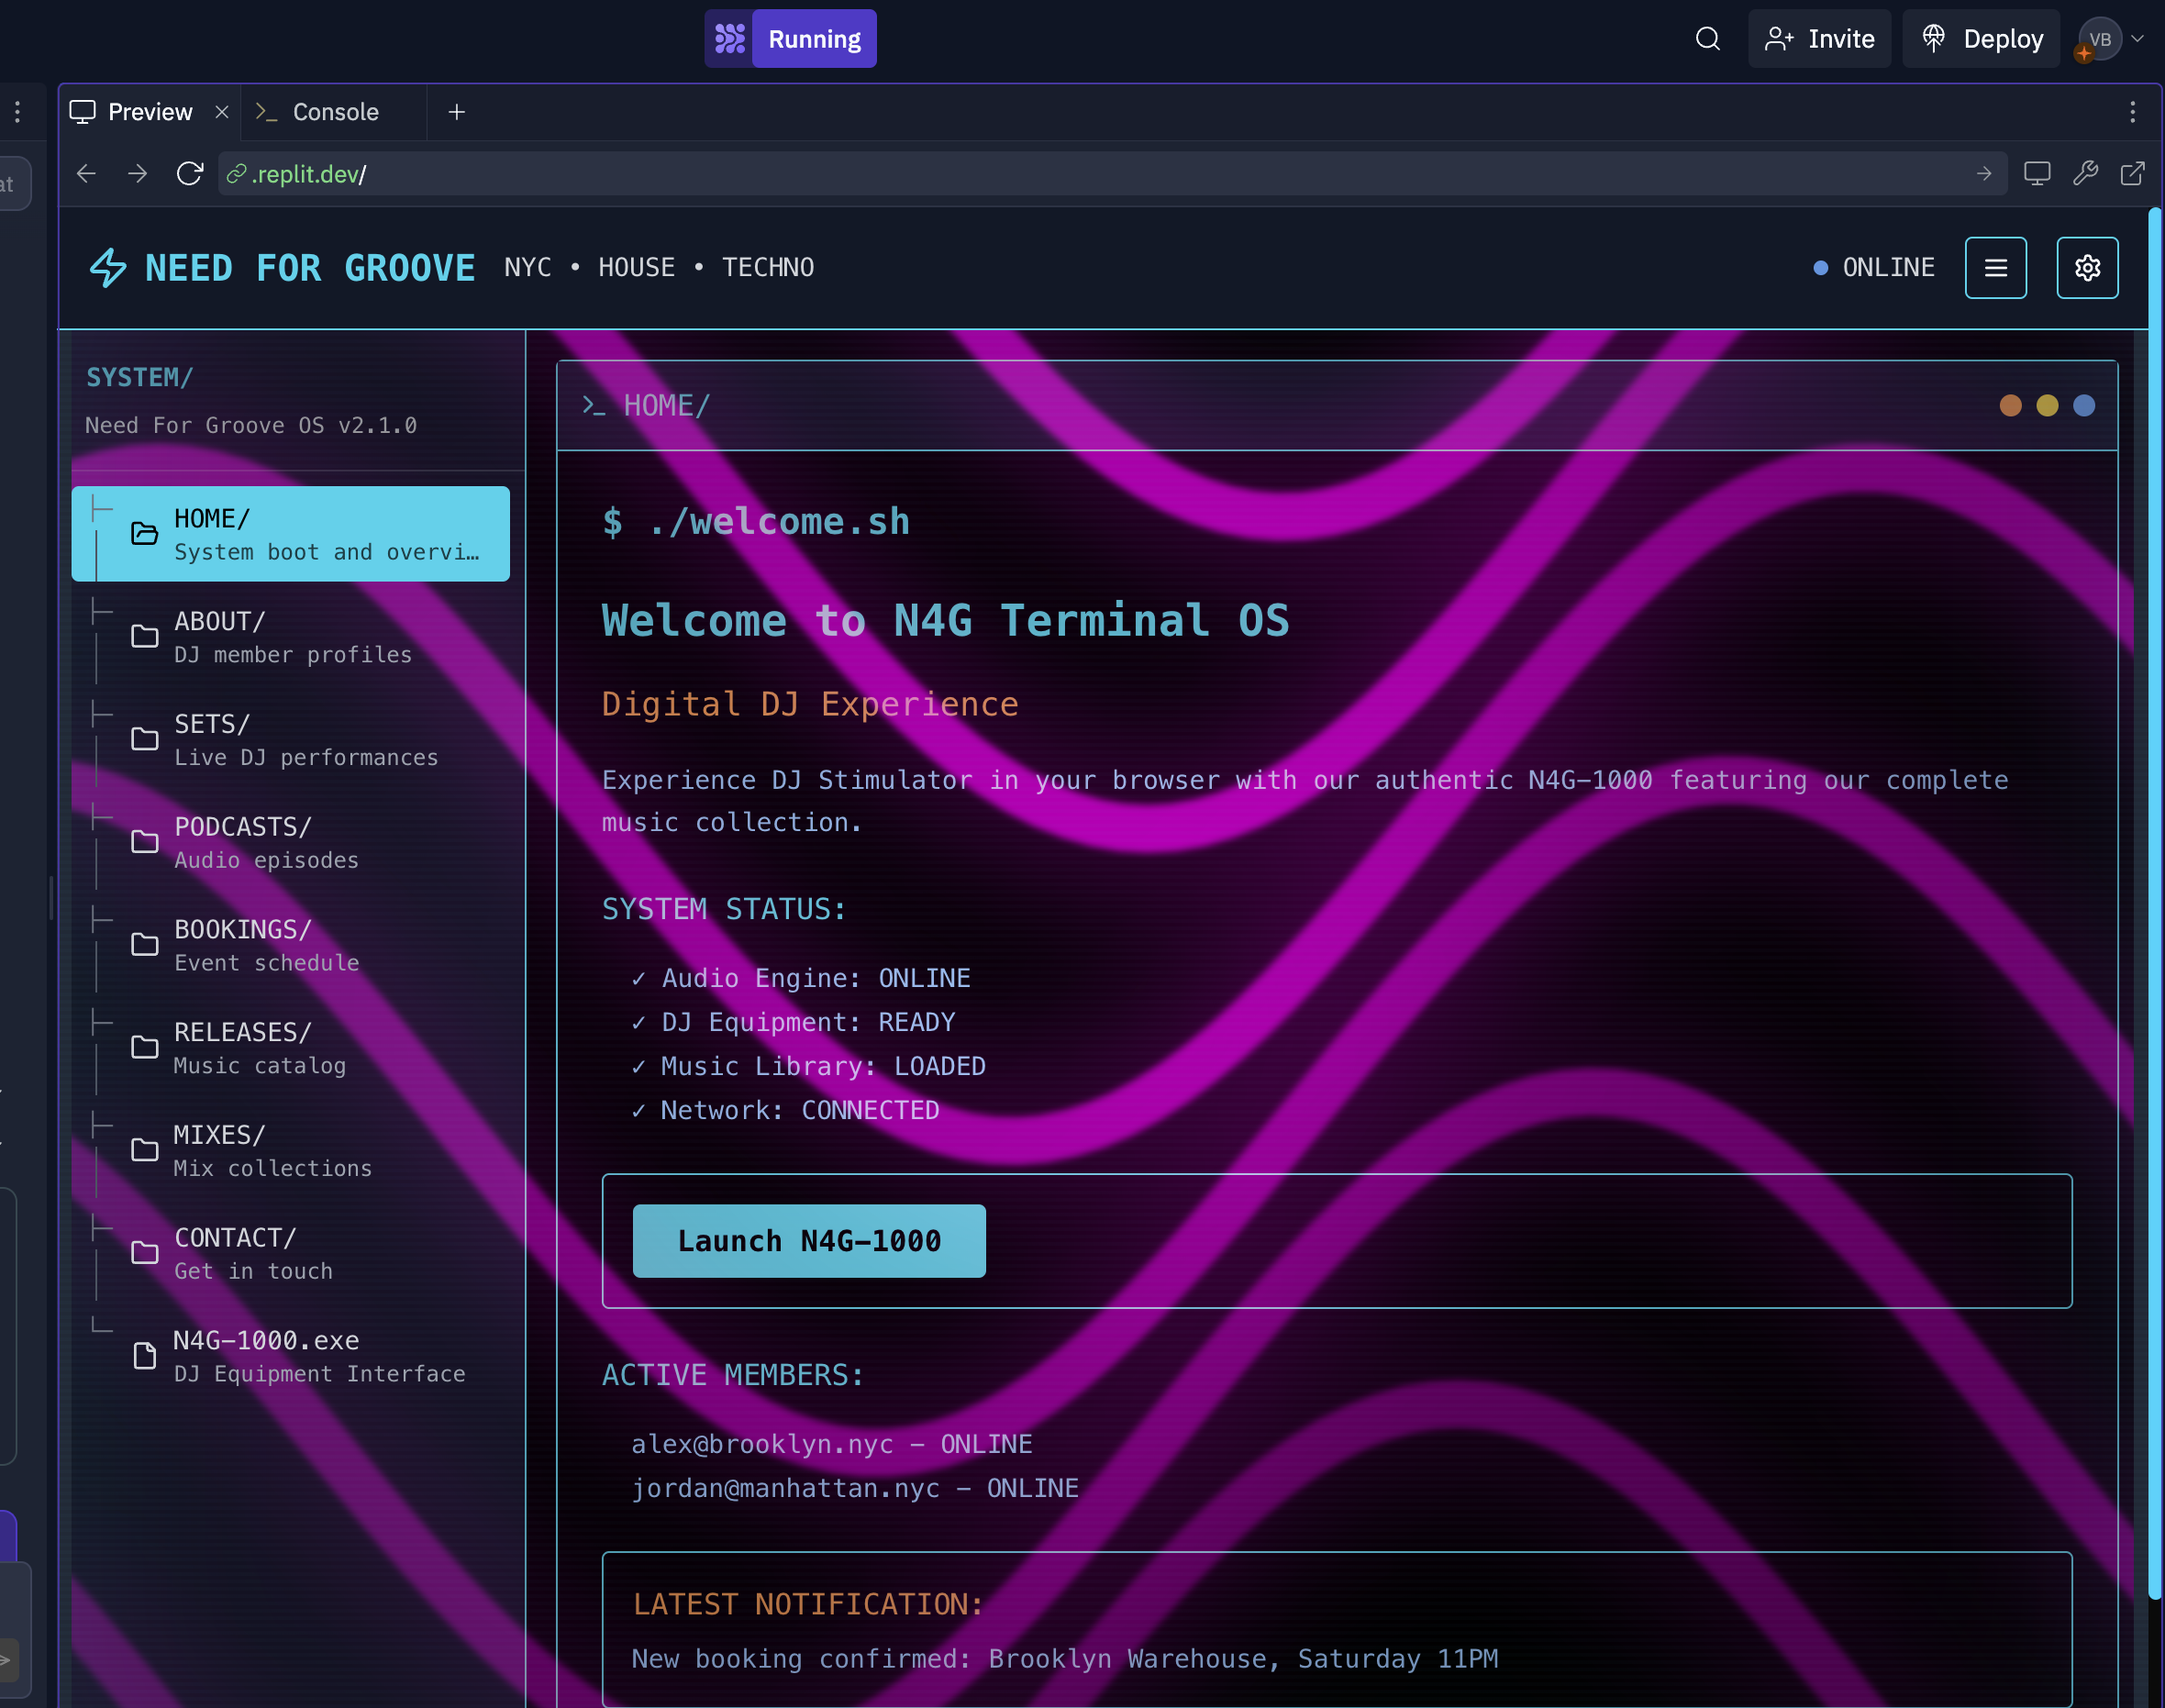 Running
Invite
Deploy
VB
Preview
Console
at
.replit.dev/
NEED FOR GROOVE
NYC • HOUSE • TECHNO
ONLINE
SYSTEM/
Need For Groove OS v2.1.0
HOME/
System boot and overvi…
ABOUT/
DJ member profiles
SETS/
Live DJ performances
PODCASTS/
Audio episodes
BOOKINGS/
Event schedule
RELEASES/
Music catalog
MIXES/
Mix collections
CONTACT/
Get in touch
N4G-1000.exe
DJ Equipment Interface
>_ HOME/
$ ./welcome.sh
Welcome to N4G Terminal OS
Digital DJ Experience
Experience DJ Stimulator in your browser with our authentic N4G-1000 featuring our complete
music collection.
SYSTEM STATUS:
✓ Audio Engine: ONLINE
✓ DJ Equipment: READY
✓ Music Library: LOADED
✓ Network: CONNECTED
Launch N4G-1000
ACTIVE MEMBERS:
alex@brooklyn.nyc - ONLINE
jordan@manhattan.nyc - ONLINE
LATEST NOTIFICATION:
New booking confirmed: Brooklyn Warehouse, Saturday 11PM